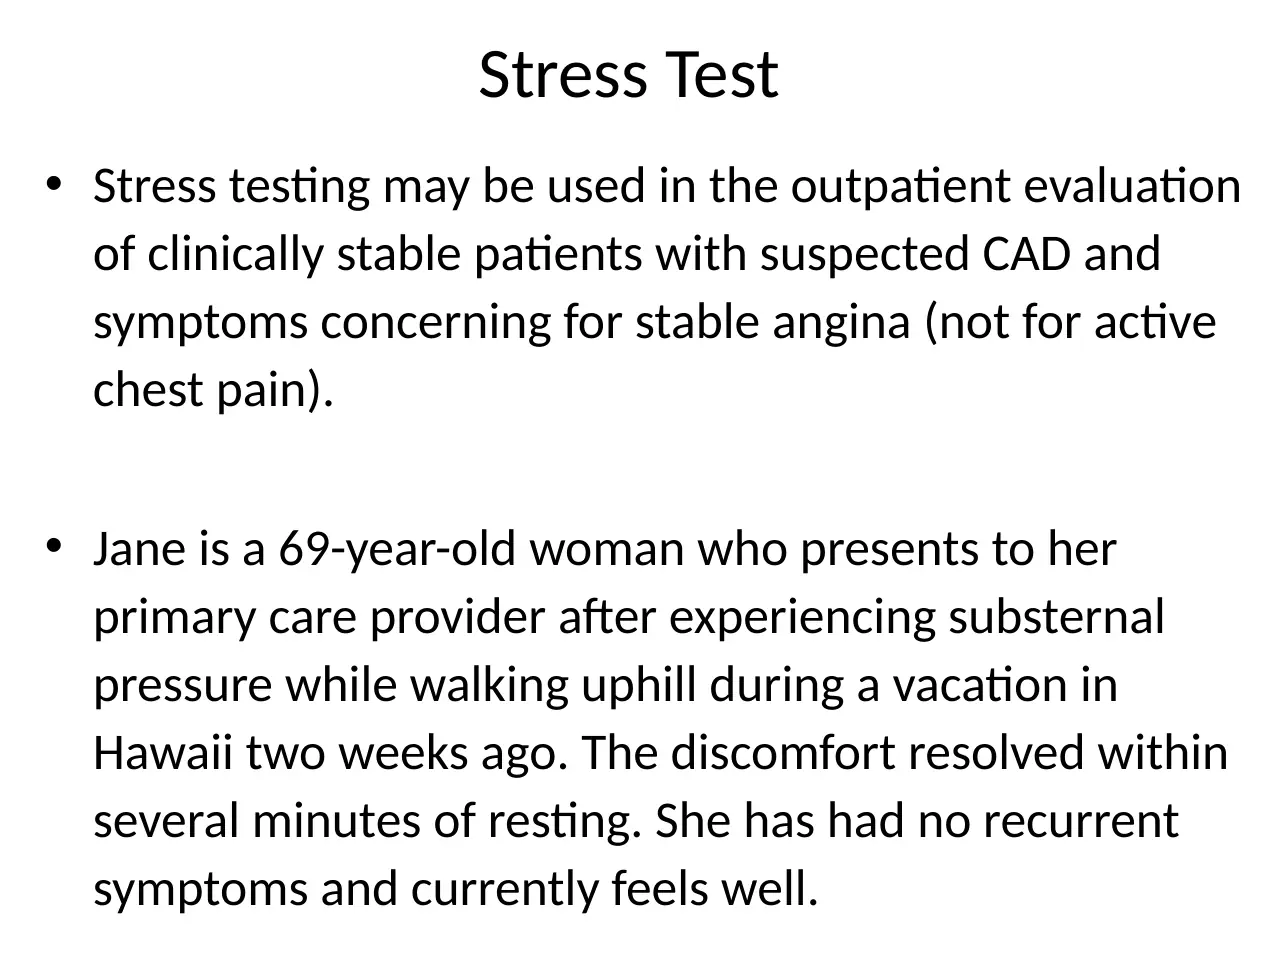 Stress Test
• Stress testing may be used in the outpatient evaluation
of clinically stable patients with suspected CAD and
symptoms concerning for stable angina (not for active
chest pain).
• Jane is a 69-year-old woman who presents to her
primary care provider after experiencing substernal
pressure while walking uphill during a vacation in
Hawaii two weeks ago. The discomfort resolved within
several minutes of resting. She has had no recurrent
symptoms and currently feels well.